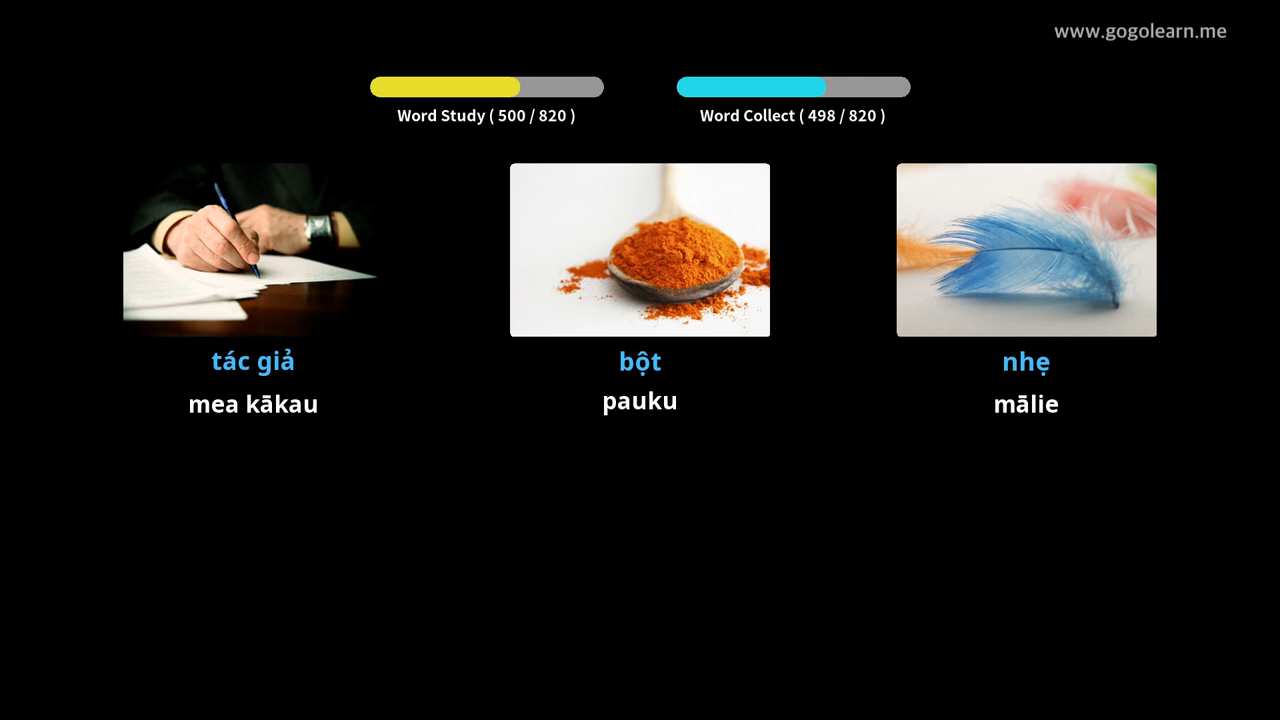 www.gogolearn.me
Word Study ( 500 / 820 )
Word Collect ( 498 / 820 )
tác giả
mea kākau
bột
pauku
nhẹ
mālie